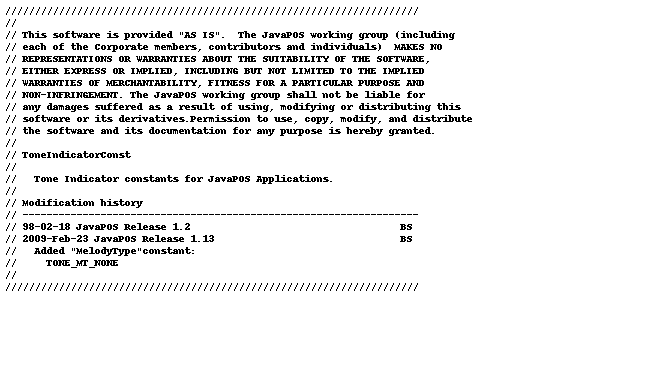 /////////////////////////////////////////////////////////////////////
//
// This software is provided "AS IS".  The JavaPOS working group (including
// each of the Corporate members, contributors and individuals)  MAKES NO
// REPRESENTATIONS OR WARRANTIES ABOUT THE SUITABILITY OF THE SOFTWARE,
// EITHER EXPRESS OR IMPLIED, INCLUDING BUT NOT LIMITED TO THE IMPLIED
// WARRANTIES OF MERCHANTABILITY, FITNESS FOR A PARTICULAR PURPOSE AND
// NON-INFRINGEMENT. The JavaPOS working group shall not be liable for
// any damages suffered as a result of using, modifying or distributing this
// software or its derivatives.Permission to use, copy, modify, and distribute
// the software and its documentation for any purpose is hereby granted.
//
// ToneIndicatorConst
//
//   Tone Indicator constants for JavaPOS Applications.
//
// Modification history
// ------------------------------------------------------------------
// 98-02-18 JavaPOS Release 1.2                                   BS
// 2009-Feb-23 JavaPOS Release 1.13                               BS
//   Added "MelodyType"constant:
//     TONE_MT_NONE
//
/////////////////////////////////////////////////////////////////////